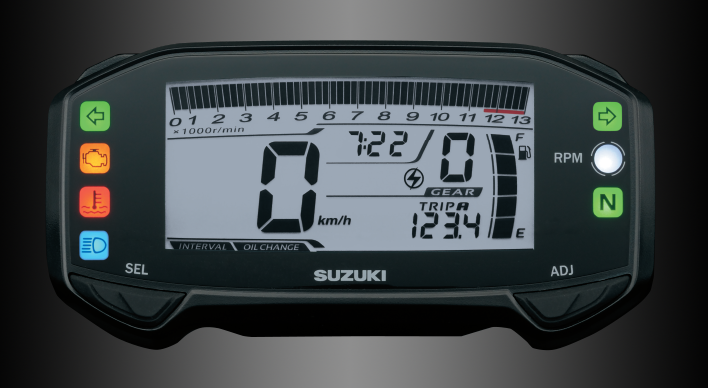 0 1 2 3 4 5 6 7 8 9 10 11 12 13
×1000r/min
7:22
0
F
RPM
0
km/h
GEAR
N
TRIP A
123.4
E
INTERVAL OIL CHANGE
SEL
SUZUKI
ADJ